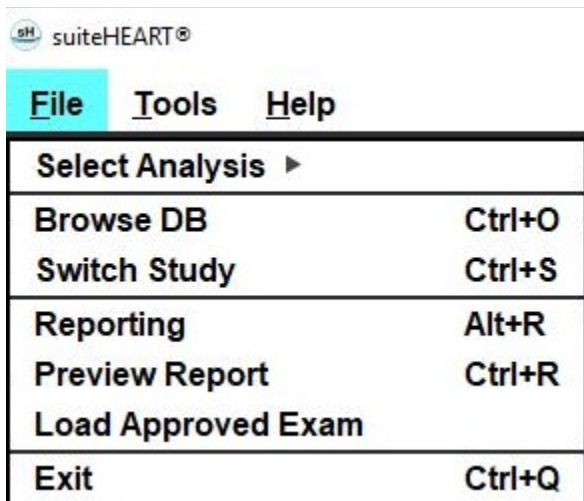 sH suiteHEART®
File Tools Help
Select Analysis
Browse DB Ctrl+O
Switch Study Ctrl+S
Reporting Alt+R
Preview Report Ctrl+R
Load Approved Exam
Exit Ctrl+Q